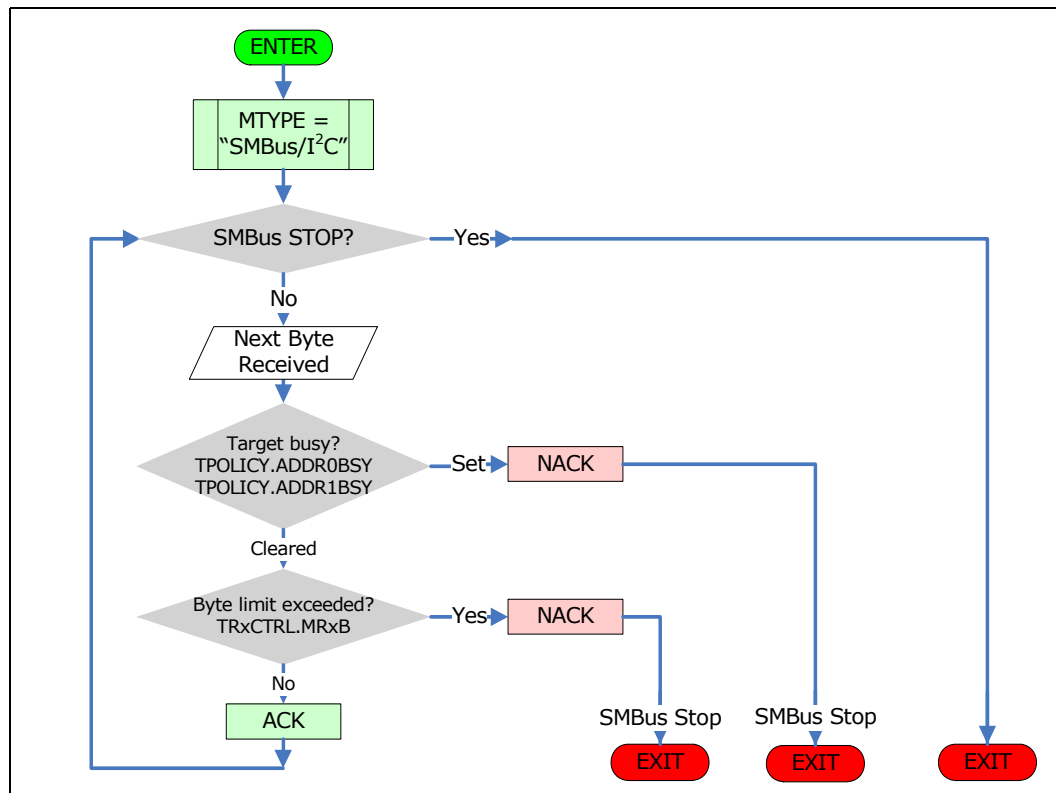 ENTER
MTYPE =
“SMBus/I²C”
SMBus STOP?
Yes
No
Next Byte
Received
Target busy?
TPOLICY.ADDR0BSY
TPOLICY.ADDR1BSY
Set
NACK
Cleared
Byte limit exceeded?
TRxCTRL.MRxB
Yes
NACK
No
ACK
SMBus Stop
SMBus Stop
EXIT
EXIT
EXIT